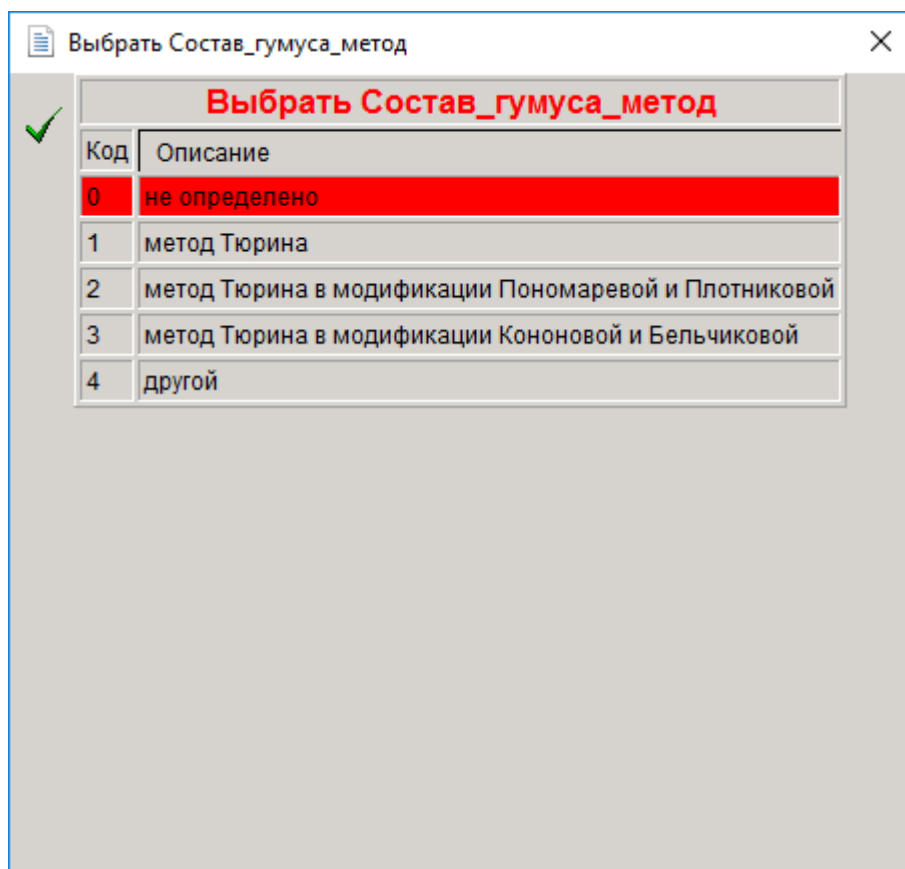 Выбрать Состав_гумуса_метод
Выбрать Состав_гумуса_метод
Код Описание
0 не определено
1 метод Тюрина
2 метод Тюрина в модификации Пономаревой и Плотниковой
3 метод Тюрина в модификации Кононовой и Бельчиковой
4 другой